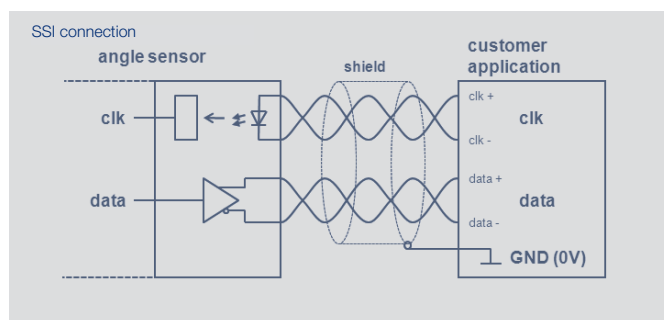 SSI connection
angle sensor
shield
customer
application
clk
clk +
clk
clk -
data
data +
data
data -
GND (0V)